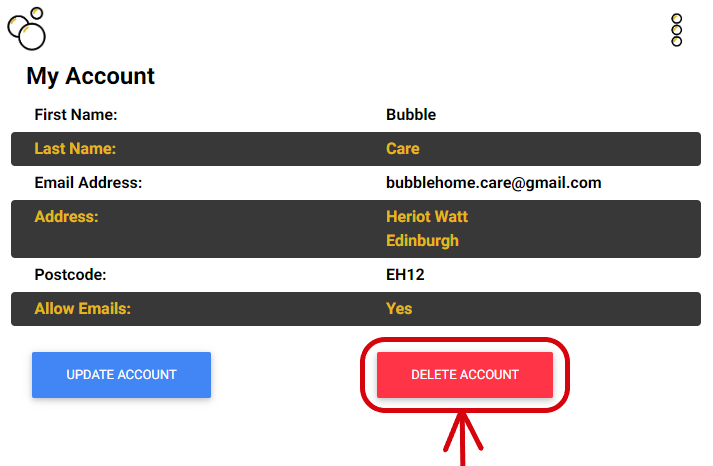 My Account
First Name: Bubble
Last Name: Care
Email Address: bubblehome.care@gmail.com
Address: Heriot Watt
Edinburgh
Postcode: EH12
Allow Emails: Yes
UPDATE ACCOUNT DELETE ACCOUNT